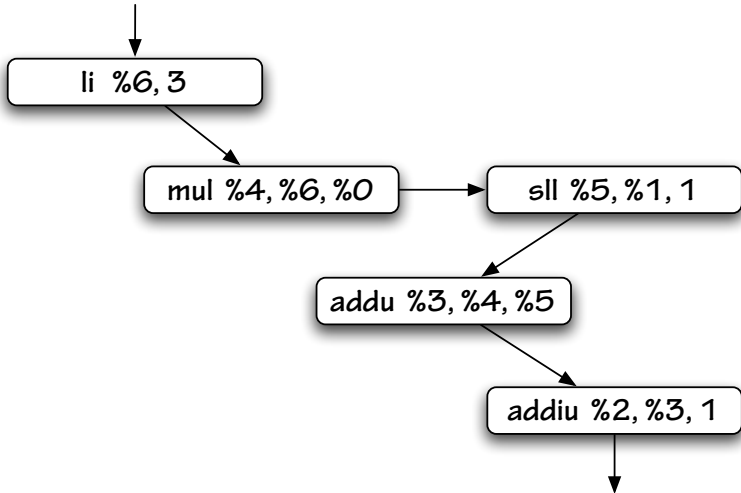 li %6, 3
mul %4, %6, %0
sll %5, %1, 1
addu %3, %4, %5
addiu %2, %3, 1